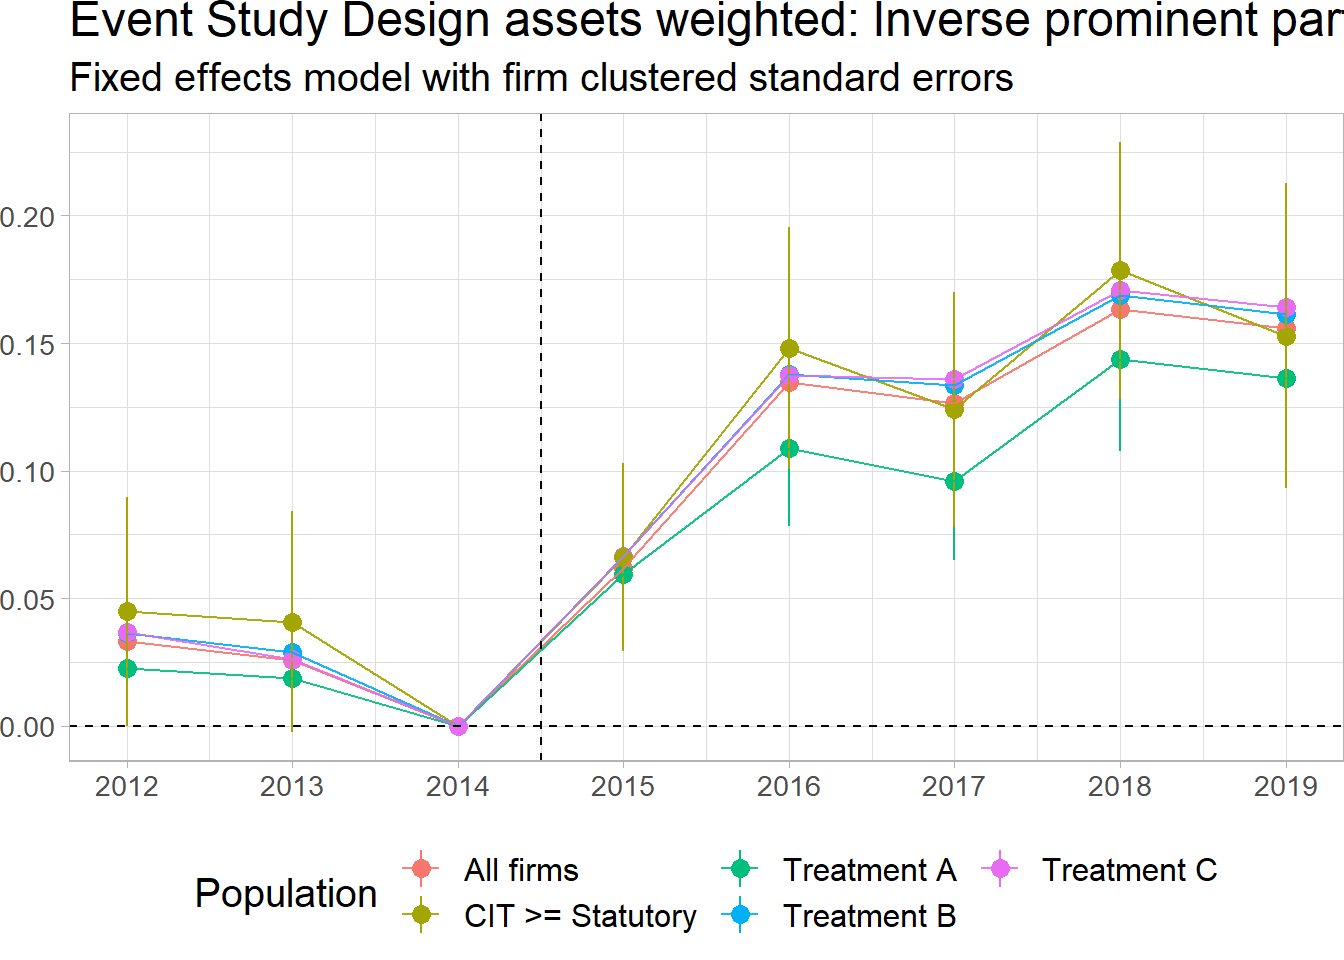 Event Study Design assets weighted: Inverse prominent par
Fixed effects model with firm clustered standard errors
0.20
0.15
0.10
0.05
0.00
2012 2013 2014 2015 2016 2017 2018 2019
Population
All firms
CIT >= Statutory
Treatment A
Treatment B
Treatment C